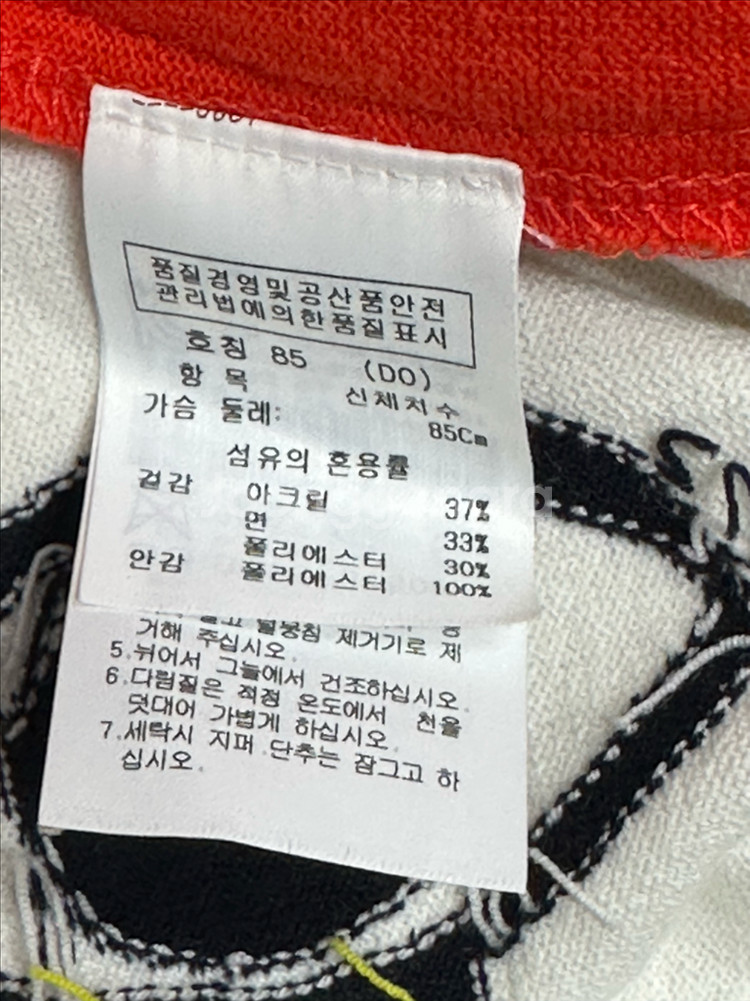 품질경영및공산품안전
관리법에의한품질표시
호칭 85 (DO)
항 목 신체치수
가슴 둘레: 85Cm
섬유의 혼용률
겉감 아크릴 37%
면 33%
폴리에스터 30%
안감 폴리에스터 100%
제거기로 제
거해 주십시오.
5.뉘어서 그늘에서 건조하십시오.
6.다림질은 적정 온도에서 천을
덧대어 가볍게 하십시오.
7.세탁시 지퍼.단추는 잠그고 하
십시오.